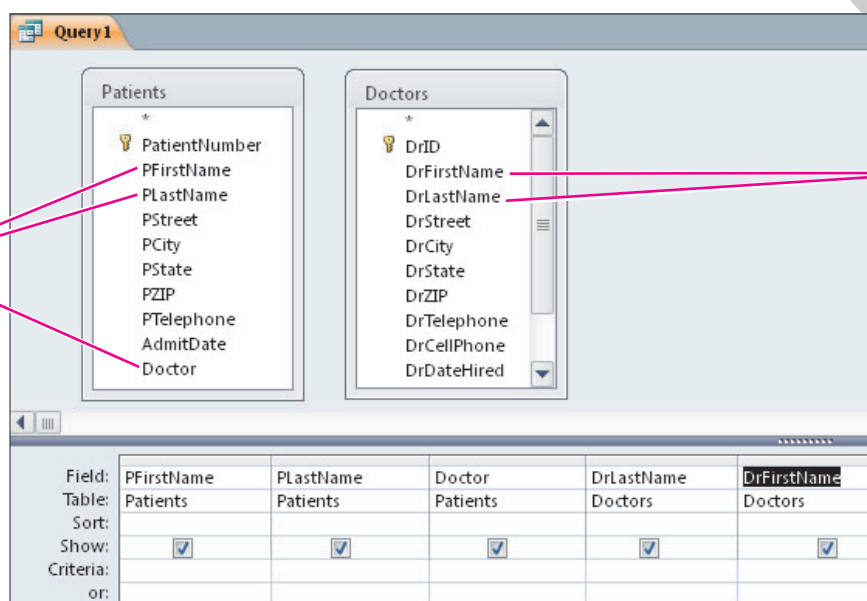 Query1
Patients
*
PatientNumber
PFirstName
PLastName
PStreet
PCity
PState
PZIP
PTelephone
AdmitDate
Doctor
Doctors
*
DrID
DrFirstName
DrLastName
DrStreet
DrCity
DrState
DrZIP
DrTelephone
DrCellPhone
DrDateHired
Field: PFirstName PLastName Doctor DrLastName DrFirstName
Table: Patients Patients Patients Doctors Doctors
Sort:
Show:
Criteria:
or: